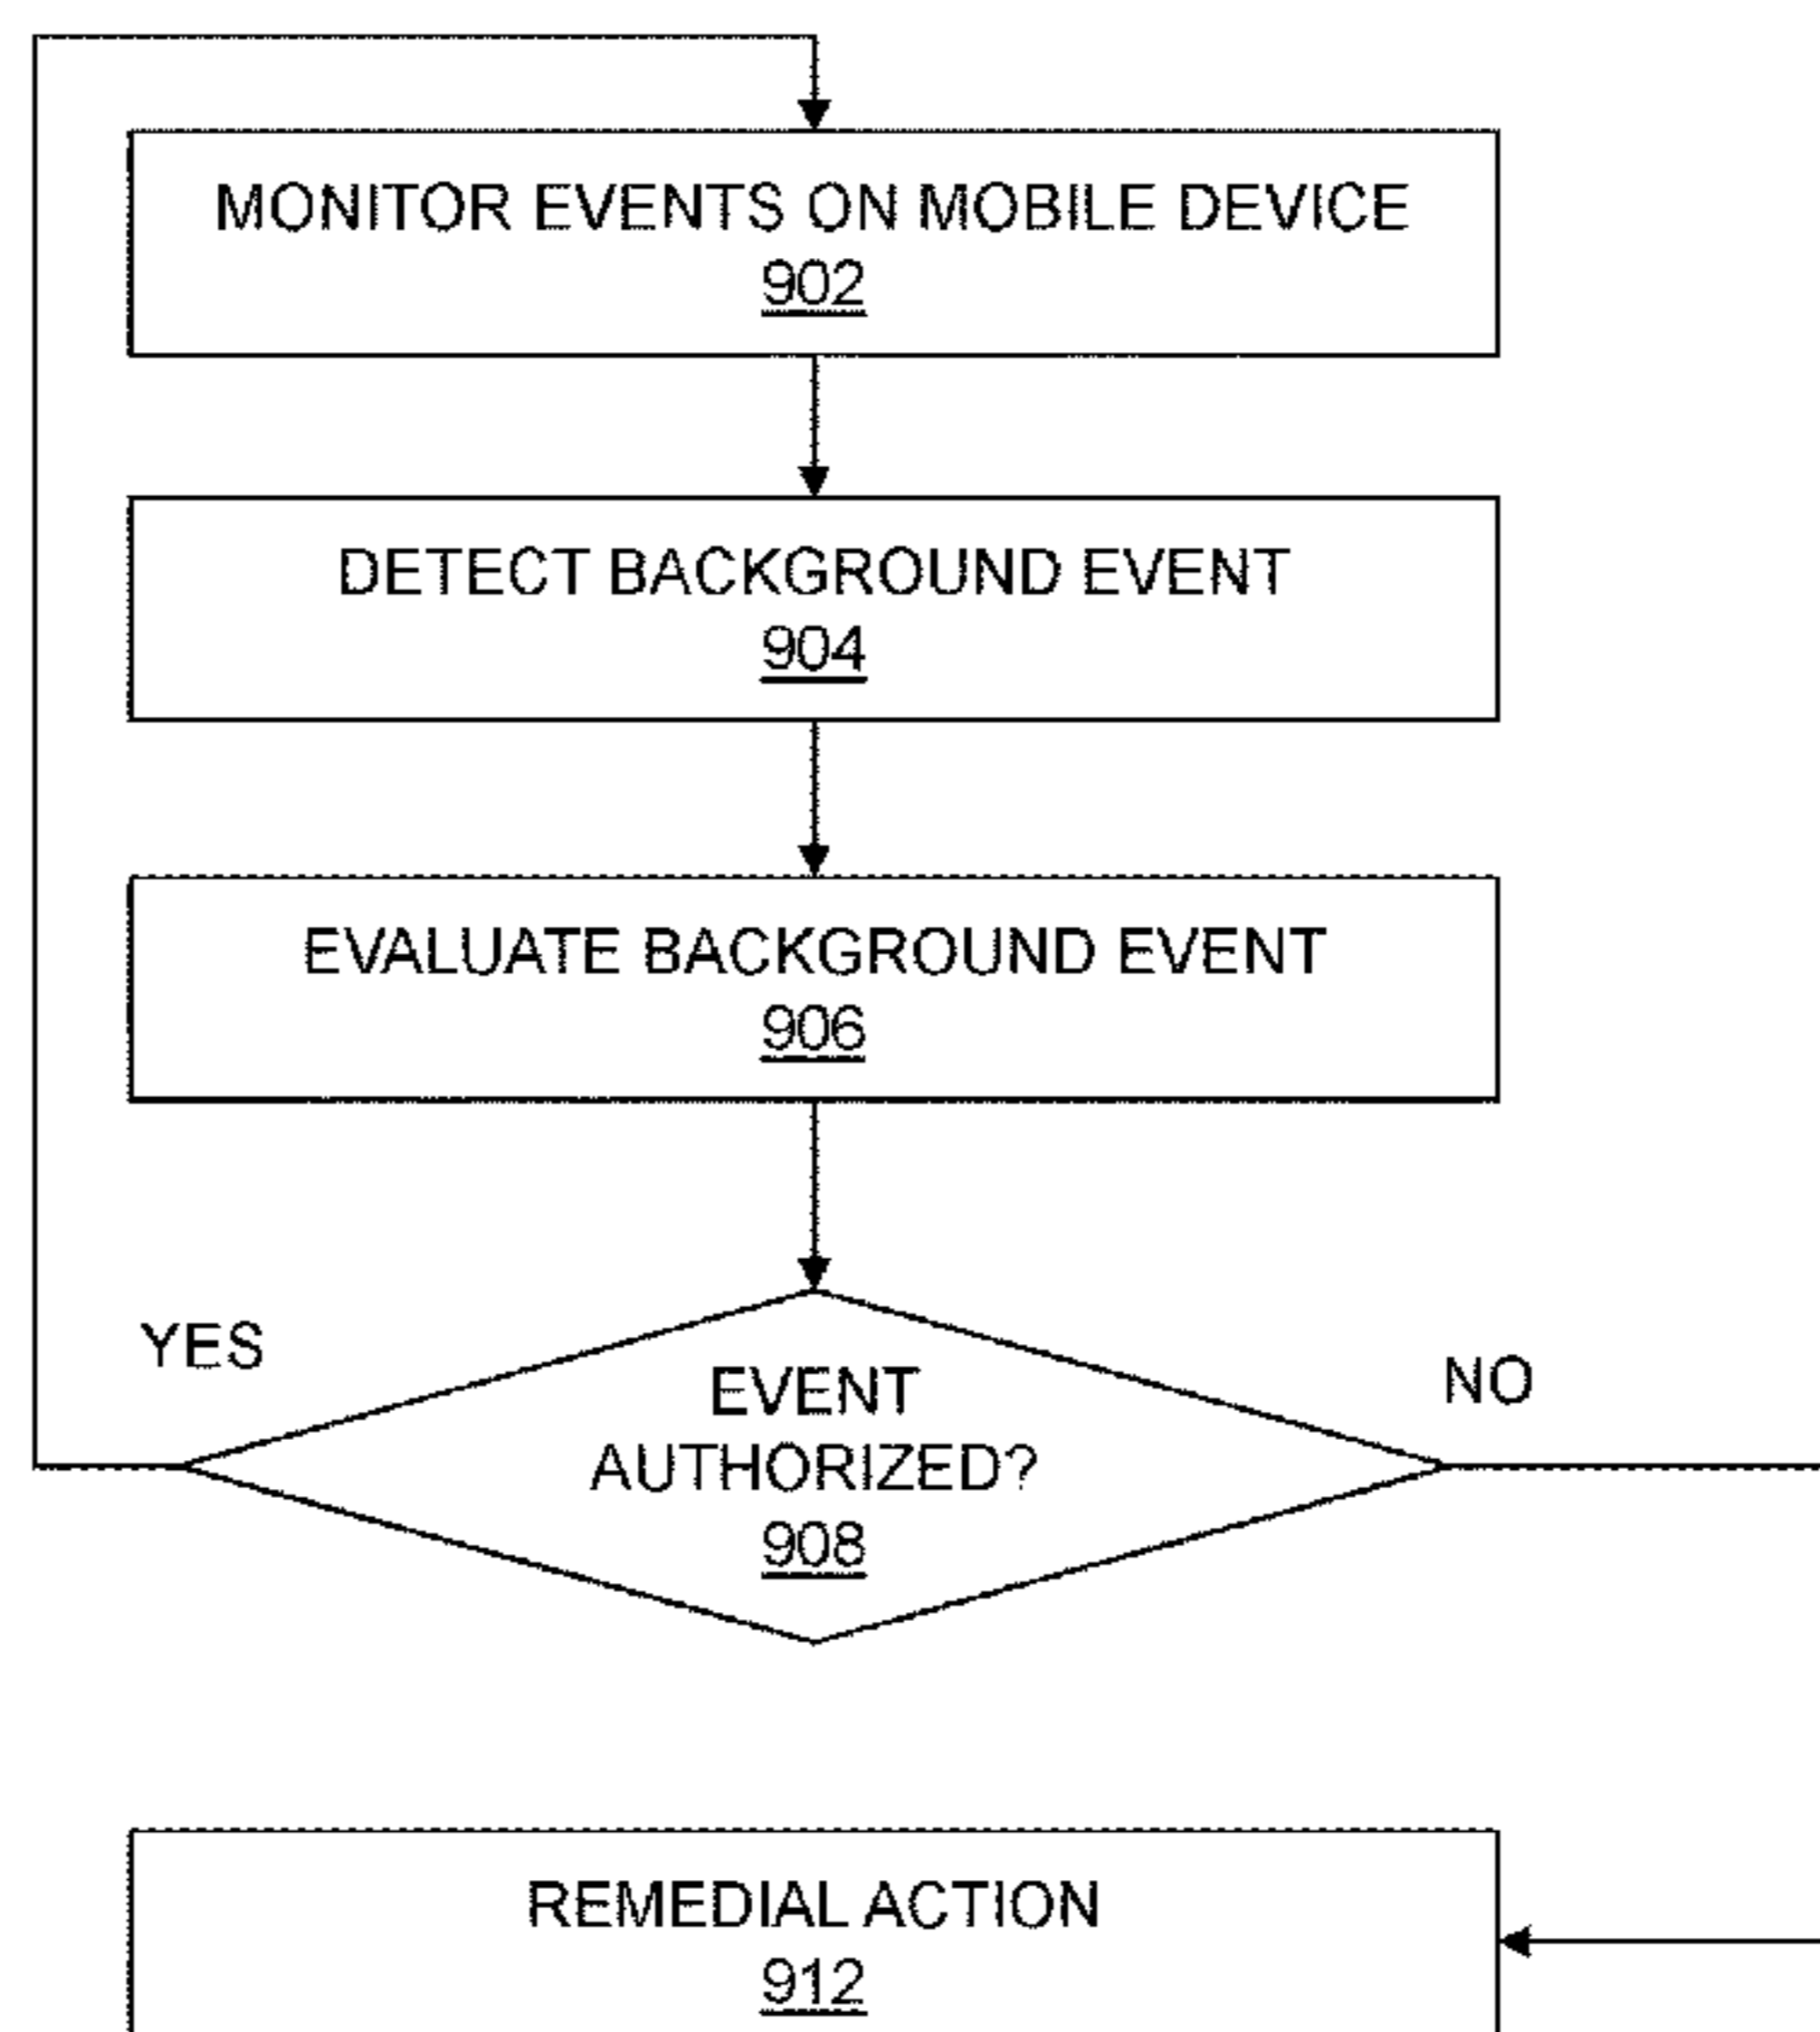 MONITOR EVENTS ON MOBILE DEVICE
902
DETECT BACKGROUND EVENT
904
EVALUATE BACKGROUND EVENT
906
YES
NO
EVENT
AUTHORIZED?
908
REMEDIAL ACTION
912